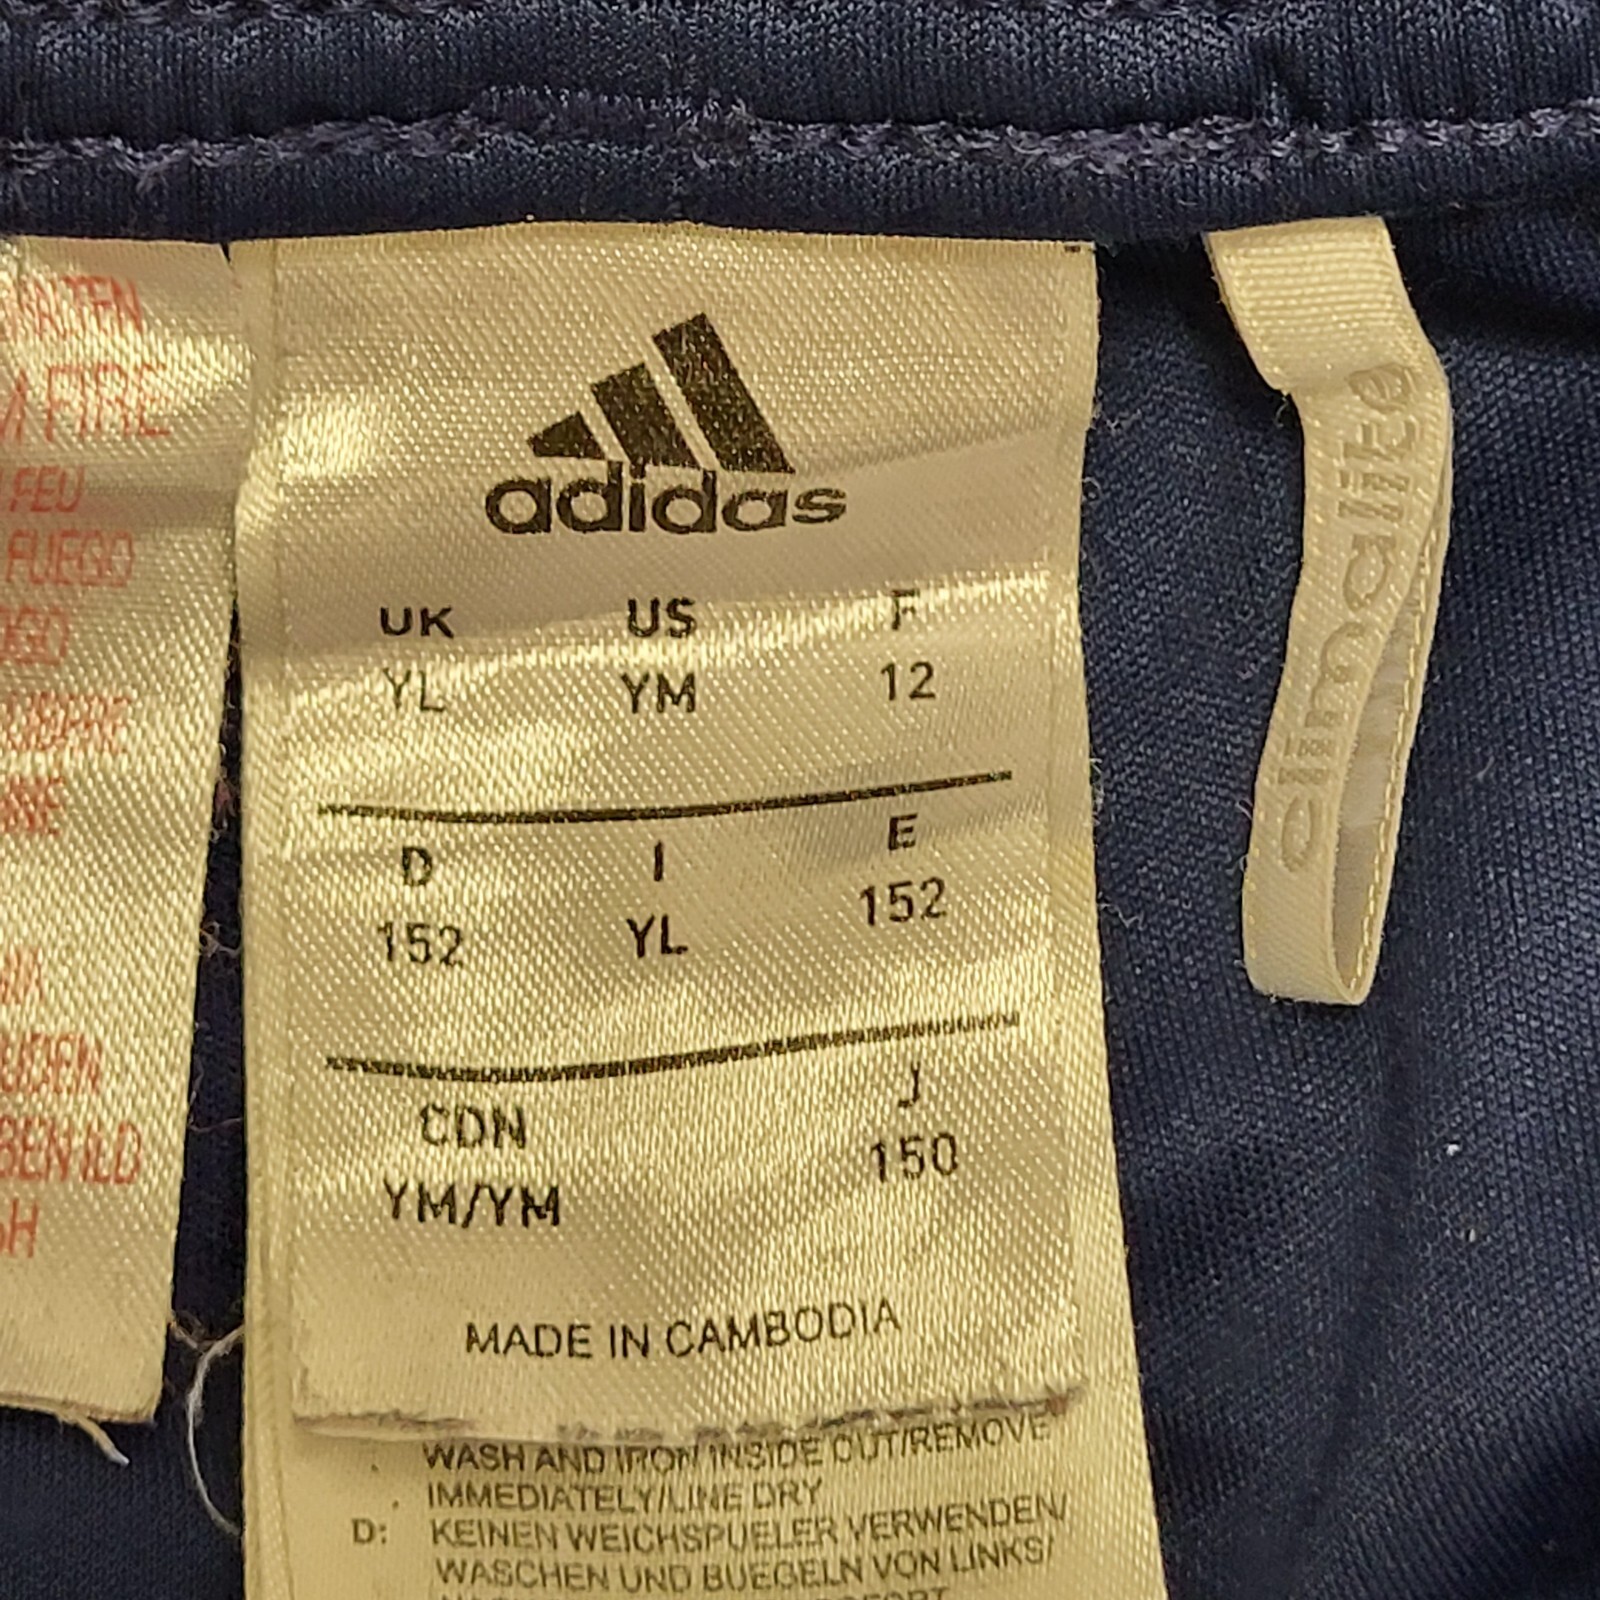 FIRE
FEU
FUEGO
adidas
UK US F
YL YM 12
D I E
152 YL 152
CDN J
YM/YM 150
MADE IN CAMBODIA
WASH AND IRON INSIDE OUT/REMOVE
IMMEDIATELY/LINE DRY
D: KEINEN WEICHSPUELER VERWENDEN/
WASCHEN UND BUEGELN VON LINKS/
climalite